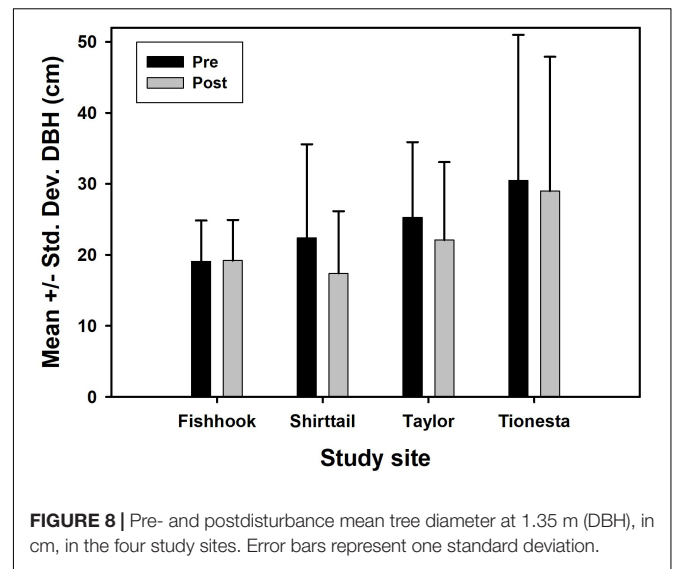 50
40
30
20
10
0
Mean +/- Std. Dev. DBH (cm)
Pre
Post
Fishhook Shirttail Taylor Tionesta
Study site
FIGURE 8 | Pre- and postdisturbance mean tree diameter at 1.35 m (DBH), in
cm, in the four study sites. Error bars represent one standard deviation.